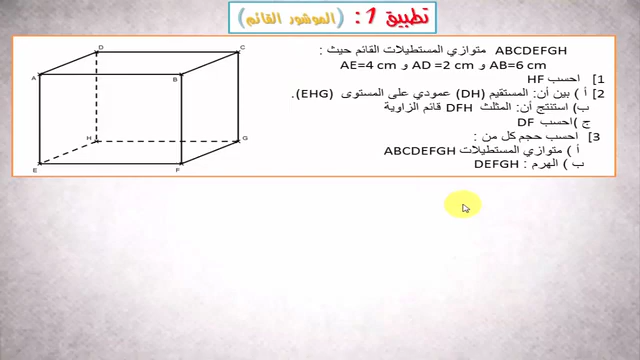 تطبيق 1 : (الموشور القائم)
ABCDEFGH متوازي المستطيلات القائم حيث :
AB=6 cm و AD =2 cm و AE=4 cm
1] احسب HF
2] أ ) بين أن: المستقيم (DH) عمودي على المستوى (EHG).
ب) استنتج أن: المثلث DFH قائم الزاوية
ج )احسب DF
3] احسب حجم كل من :
أ ) متوازي المستطيلات ABCDEFGH
ب ) الهرم : DEFGH
D
C
A
B
H
G
E
F